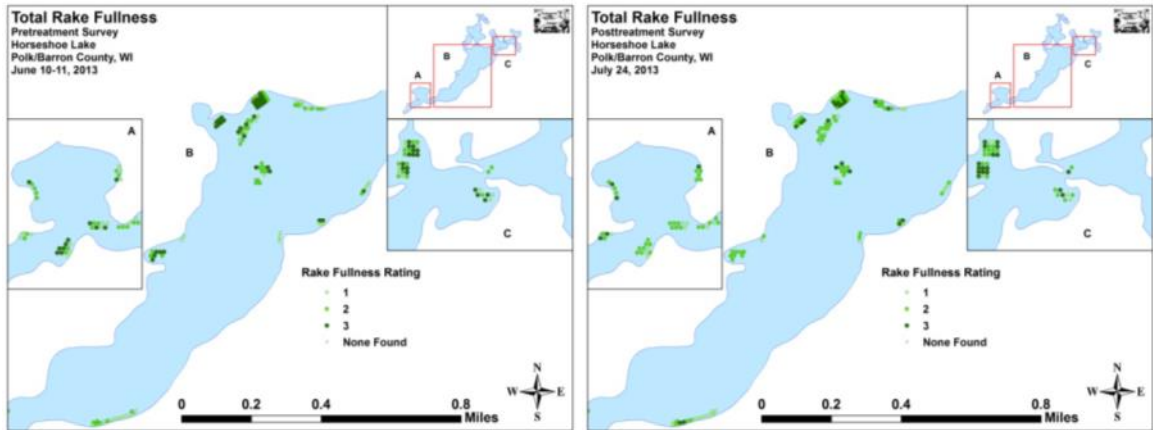 Total Rake Fullness
Pretreatment Survey
Horseshoe Lake
Polk/Barron County, WI
June 10-11, 2013
A
B
C
A
B
C
Rake Fullness Rating
1
2
3
None Found
N
W E
S
0 0.2 0.4 0.8
Miles
Total Rake Fullness
Posttreatment Survey
Horseshoe Lake
Polk/Barron County, WI
July 24, 2013
A
B
C
A
B
C
Rake Fullness Rating
1
2
3
None Found
N
W E
S
0 0.2 0.4 0.8
Miles